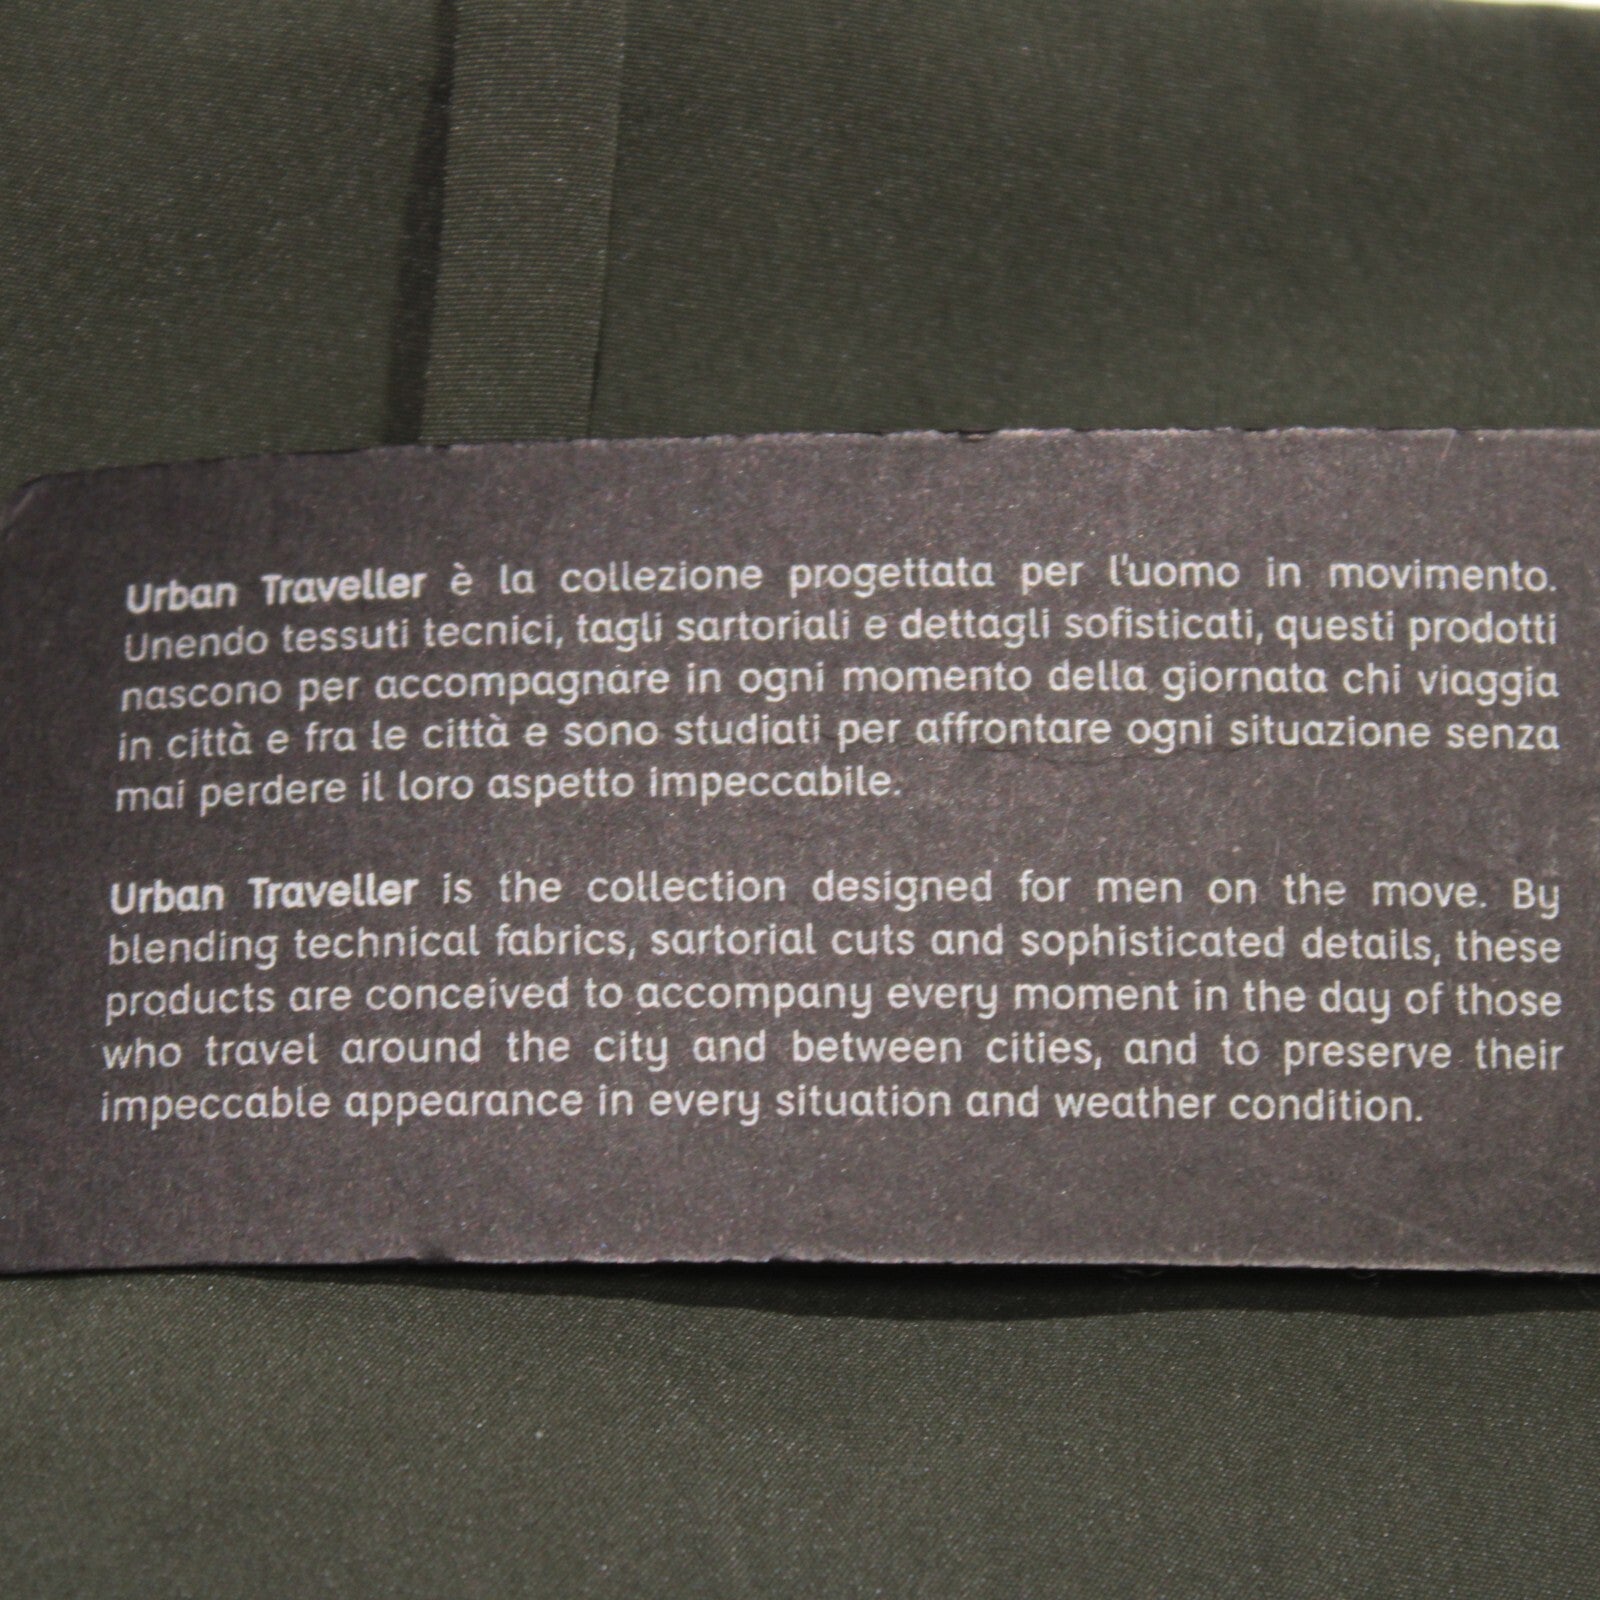 Urban Traveller è la collezione progettata per l'uomo in movimento.
Unendo tessuti tecnici, tagli sartoriali e dettagli sofisticati, questi prodotti
nascono per accompagnare in ogni momento della giornata chi viaggia
in città e fra le città e sono studiati per affrontare ogni situazione senza
mai perdere il loro aspetto impeccabile.
Urban Traveller is the collection designed for men on the move. By
blending technical fabrics, sartorial cuts and sophisticated details, these
products are conceived to accompany every moment in the day of those
who travel around the city and between cities, and to preserve their
impeccable appearance in every situation and weather condition.